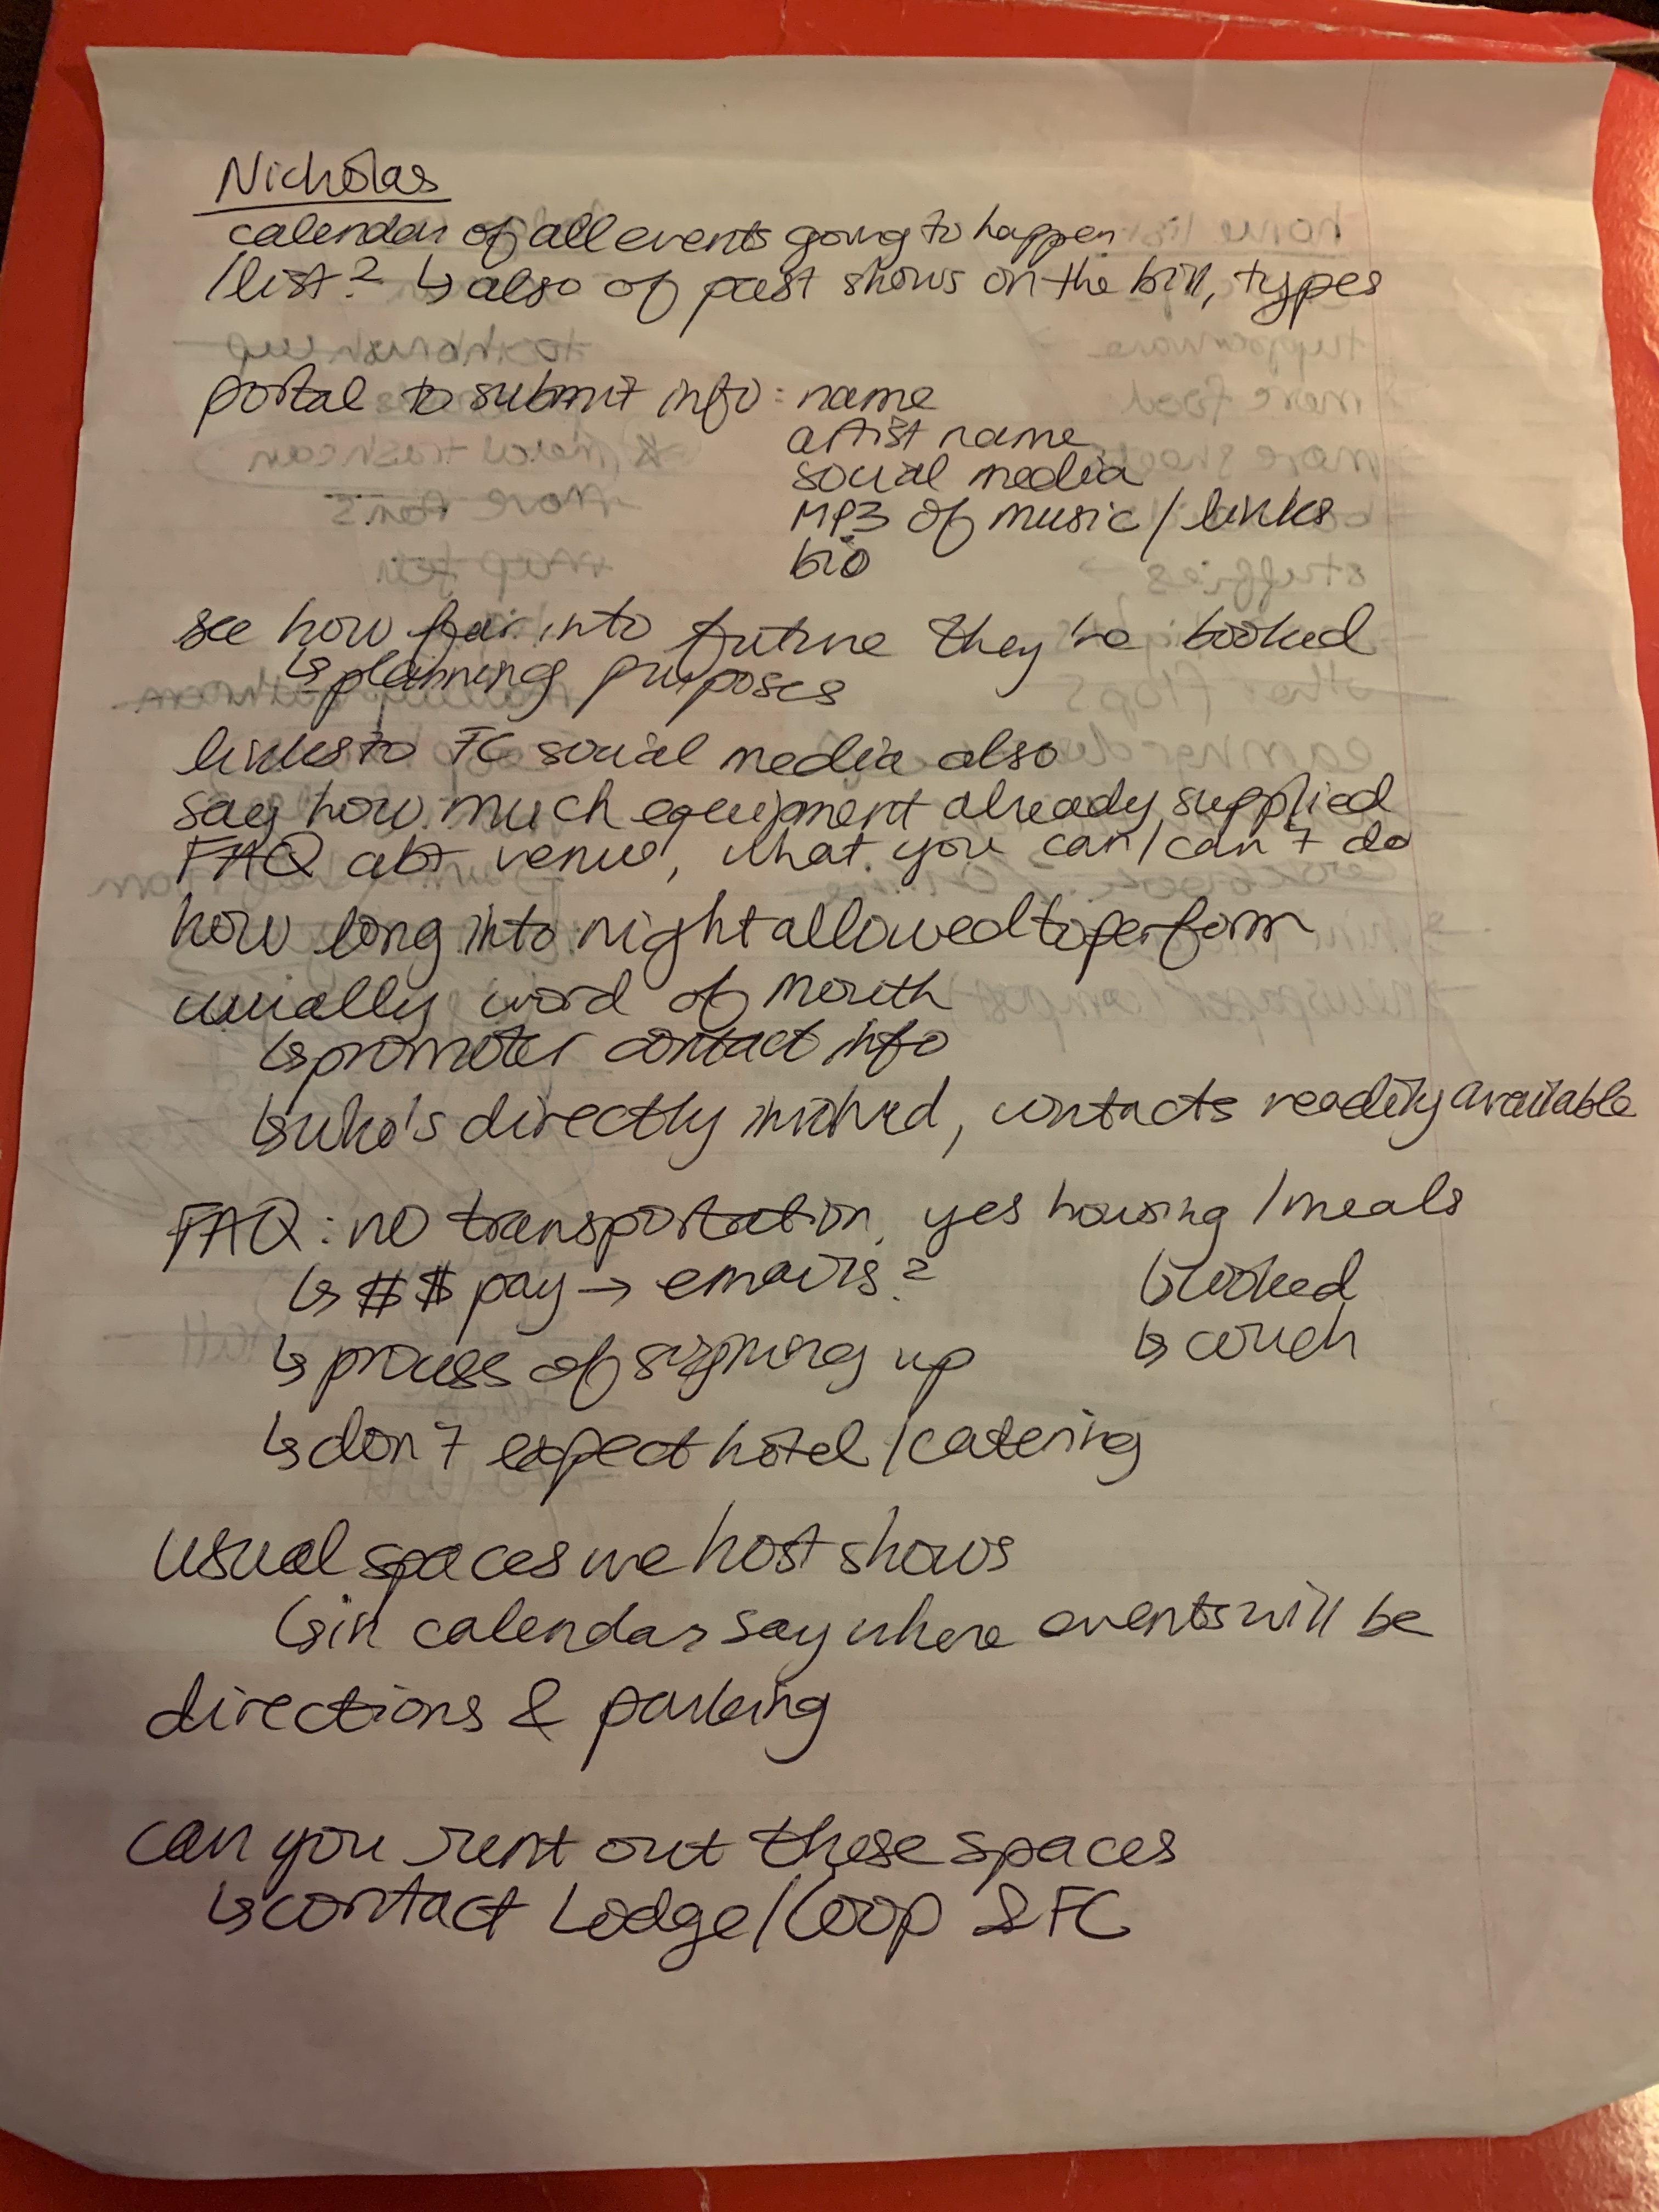 Nicholas
calendar of all events going to happen
/list? ↳ also of past shows on the bill, types
portal to submit info: name
artist name
social media
MP3 of music/links
bio
see how far into future they're booked
↳ planning purposes
links to FC social media also
say how much equipment already supplied
FAQ abt venue, what you can/can't do
how long into night allowed to perform
usually word of mouth
↳ promoter contact info
↳ who's directly involved, contacts readily available
FAQ: no transportation, yes housing/meals
↳ $$ pay → emails? ↳ cooked
↳ process of signing up ↳ couch
↳ don't expect hotel/catering
usual spaces we host shows
↳ in calendar say where events will be
directions & parking
can you rent out these spaces
↳ contact Lodge/Coop & FC